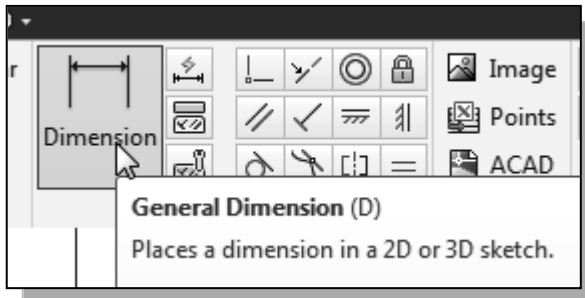 r
Image
Points
Dimension
ACAD
General Dimension (D)
Places a dimension in a 2D or 3D sketch.